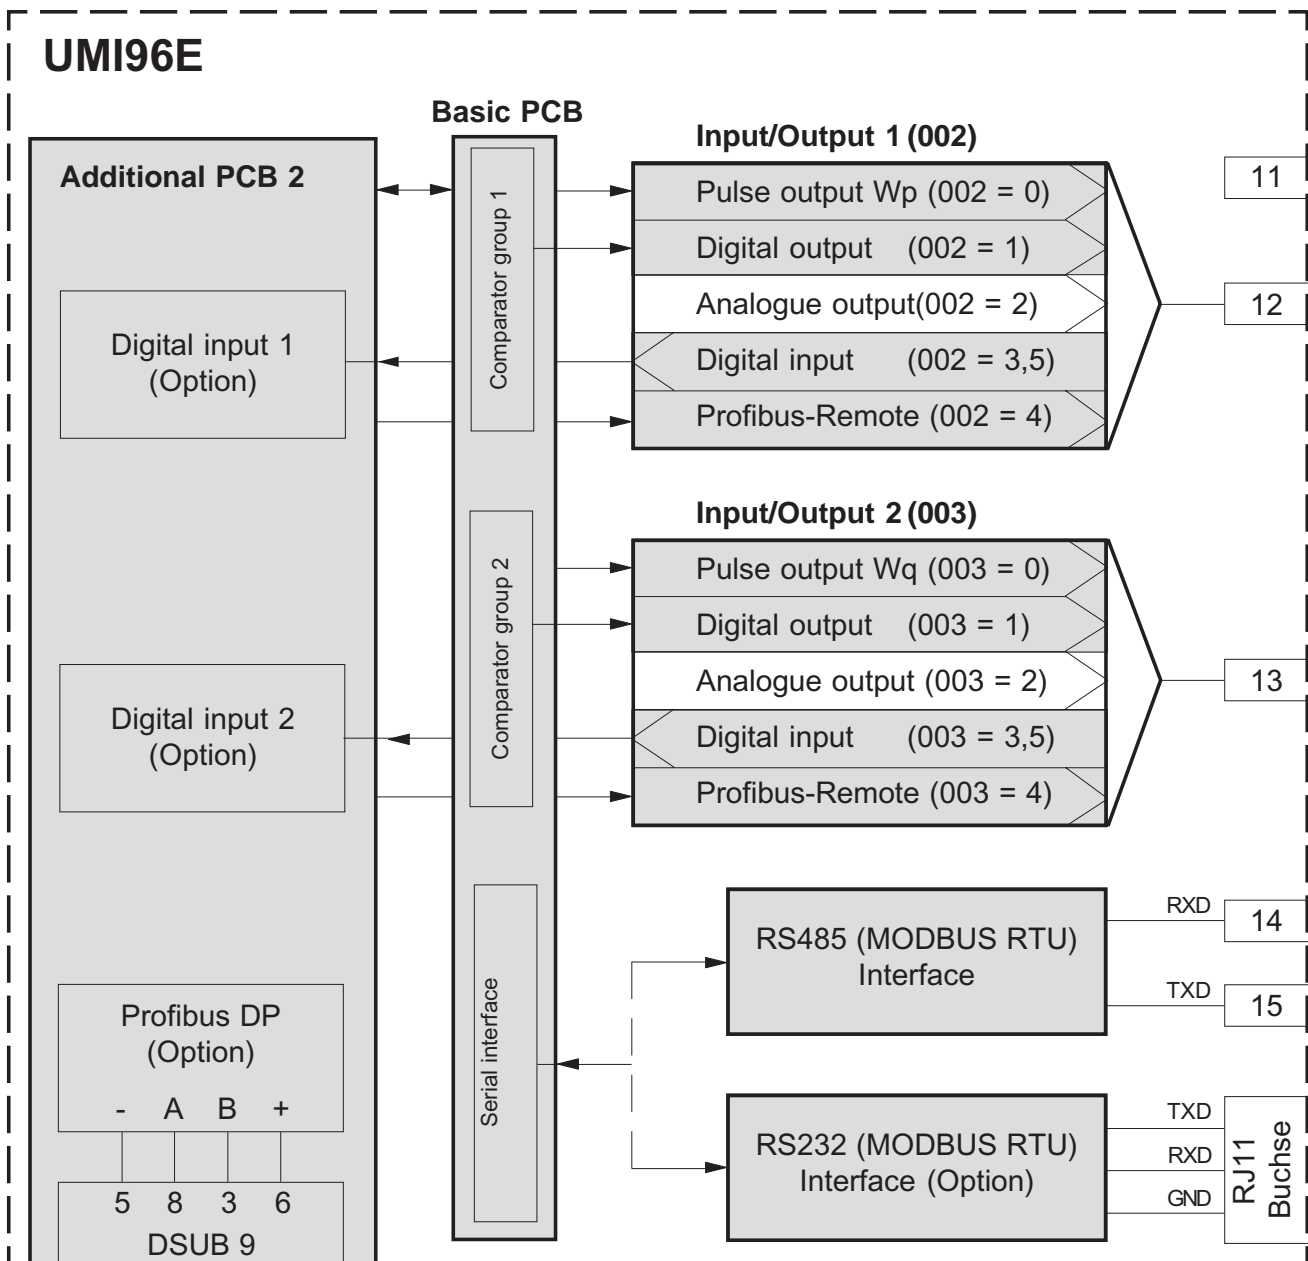 UMI96E
Basic PCB
Additional PCB 2
Digital input 1
(Option)
Digital input 2
(Option)
Profibus DP
(Option)
- A B +
5 8 3 6
DSUB 9
Comparator group 1
Comparator group 2
Serial interface
Input/Output 1 (002)
Pulse output Wp (002 = 0)
Digital output (002 = 1)
Analogue output(002 = 2)
Digital input (002 = 3,5)
Profibus-Remote (002 = 4)
11
12
Input/Output 2 (003)
Pulse output Wq (003 = 0)
Digital output (003 = 1)
Analogue output (003 = 2)
Digital input (003 = 3,5)
Profibus-Remote (003 = 4)
13
RS485 (MODBUS RTU)
Interface
RXD 14
TXD 15
RS232 (MODBUS RTU)
Interface (Option)
TXD
RXD
GND
RJ11
Buchse